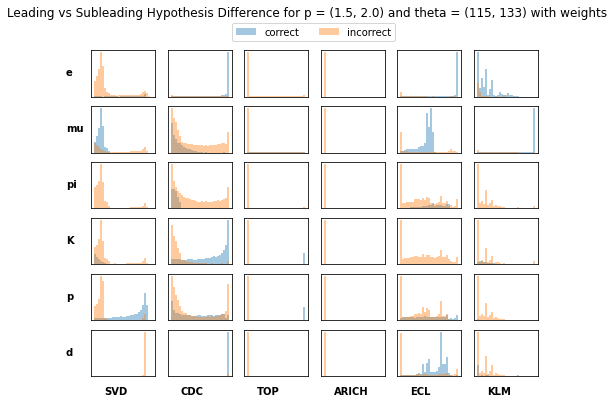 Leading vs Subleading Hypothesis Difference for p = (1.5, 2.0) and theta = (115, 133) with weights
correct incorrect
e
mu
pi
K
p
d
SVD CDC TOP ARICH ECL KLM